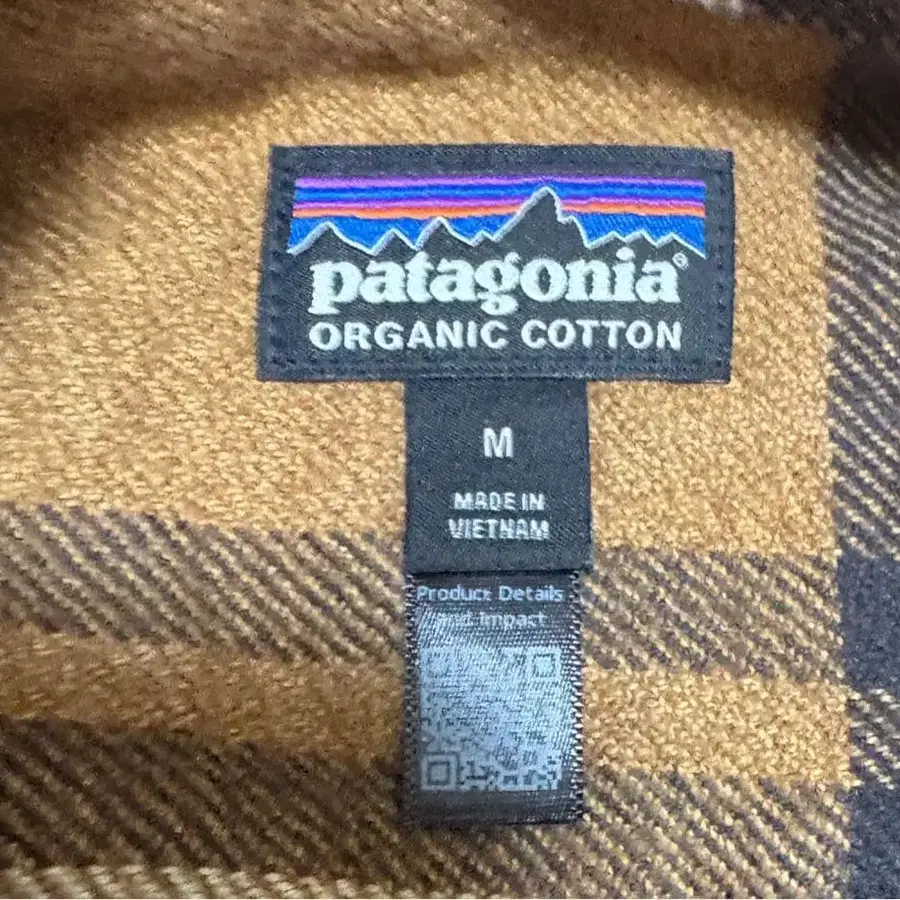 patagonia®
ORGANIC COTTON
M
MADE IN
VIETNAM
Product Details
and Impact